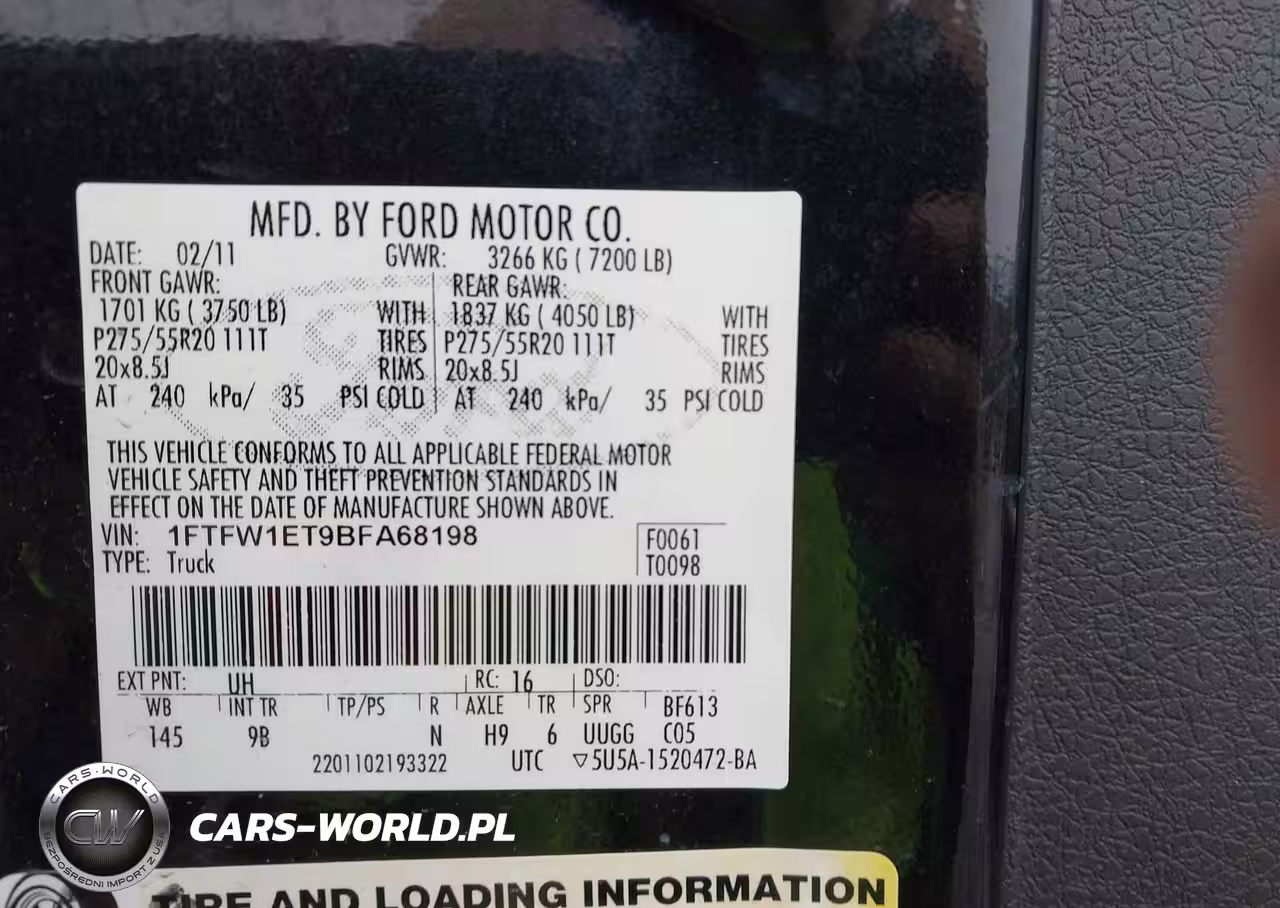 MFD. BY FORD MOTOR CO.
DATE: 02/11 GVWR: 3266 KG ( 7200 LB)
FRONT GAWR: REAR GAWR:
1701 KG ( 3750 LB) WITH 1837 KG ( 4050 LB) WITH
P275/55R20 111T TIRES P275/55R20 111T TIRES
20x8.5J RIMS 20x8.5J RIMS
AT 240 kPa/ 35 PSI COLD AT 240 kPa/ 35 PSI COLD
THIS VEHICLE CONFORMS TO ALL APPLICABLE FEDERAL MOTOR
VEHICLE SAFETY AND THEFT PREVENTION STANDARDS IN
EFFECT ON THE DATE OF MANUFACTURE SHOWN ABOVE.
VIN: 1FTFW1ET9BFA68198 F0061
TYPE: Truck T0098
EXT PNT: UH RC: 16 DSO:
WB INT TR TP/PS R AXLE TR SPR BF613
145 9B N H9 6 UUGG C05
2201102193322 UTC ▽5U5A-1520472-BA
CARS-WORLD
CW
BEZPOŚREDNI IMPORT Z USA
CARS-WORLD.PL
TIRE AND LOADING INFORMATION